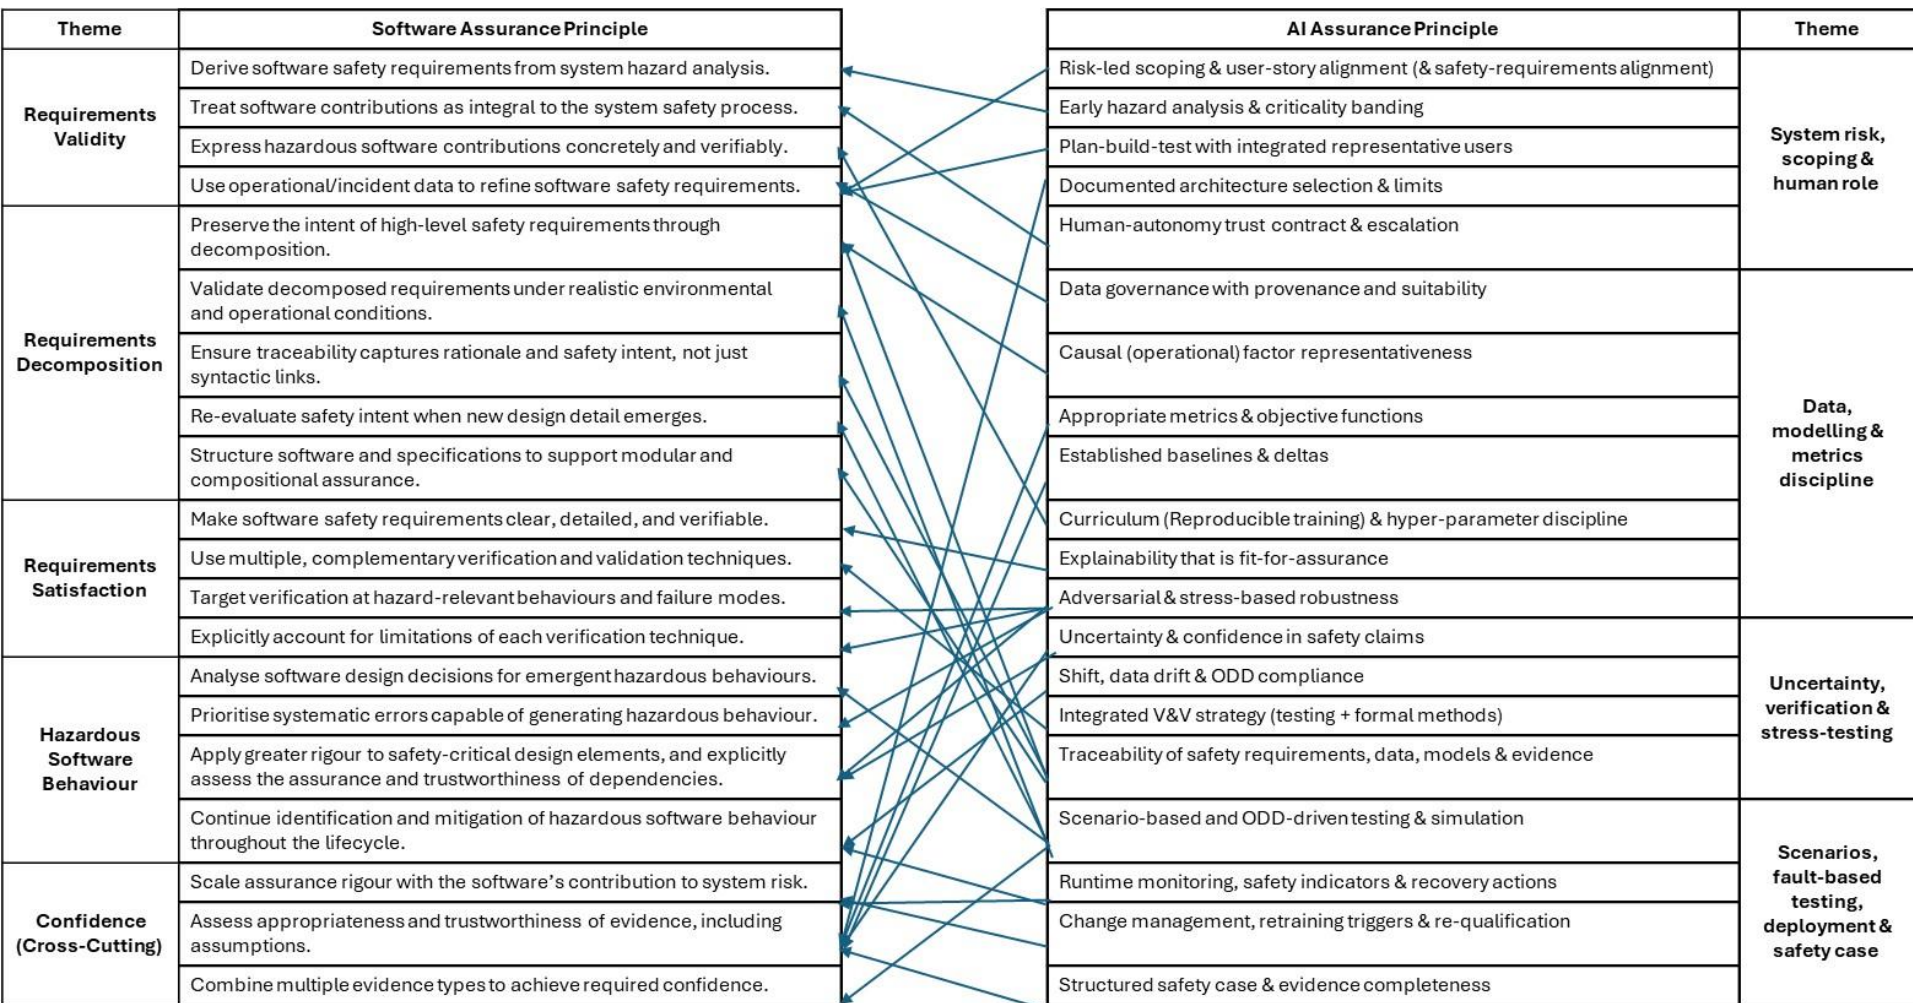 Theme
Software Assurance Principle
Requirements
Validity
Derive software safety requirements from system hazard analysis.
Treat software contributions as integral to the system safety process.
Express hazardous software contributions concretely and verifiably.
Use operational/incident data to refine software safety requirements.
Requirements
Decomposition
Preserve the intent of high-level safety requirements through
decomposition.
Validate decomposed requirements under realistic environmental
and operational conditions.
Ensure traceability captures rationale and safety intent, not just
syntactic links.
Re-evaluate safety intent when new design detail emerges.
Structure software and specifications to support modular and
compositional assurance.
Requirements
Satisfaction
Make software safety requirements clear, detailed, and verifiable.
Use multiple, complementary verification and validation techniques.
Target verification at hazard-relevant behaviours and failure modes.
Explicitly account for limitations of each verification technique.
Hazardous
Software
Behaviour
Analyse software design decisions for emergent hazardous behaviours.
Prioritise systematic errors capable of generating hazardous behaviour.
Apply greater rigour to safety-critical design elements, and explicitly
assess the assurance and trustworthiness of dependencies.
Continue identification and mitigation of hazardous software behaviour
throughout the lifecycle.
Confidence
(Cross-Cutting)
Scale assurance rigour with the software's contribution to system risk.
Assess appropriateness and trustworthiness of evidence, including
assumptions.
Combine multiple evidence types to achieve required confidence.
AI Assurance Principle
Theme
Risk-led scoping & user-story alignment (& safety-requirements alignment)
Early hazard analysis & criticality banding
Plan-build-test with integrated representative users
Documented architecture selection & limits
Human-autonomy trust contract & escalation
System risk,
scoping &
human role
Data governance with provenance and suitability
Causal (operational) factor representativeness
Appropriate metrics & objective functions
Established baselines & deltas
Curriculum (Reproducible training) & hyper-parameter discipline
Explainability that is fit-for-assurance
Adversarial & stress-based robustness
Data,
modelling &
metrics
discipline
Uncertainty & confidence in safety claims
Shift, data drift & ODD compliance
Integrated V&V strategy (testing + formal methods)
Traceability of safety requirements, data, models & evidence
Uncertainty,
verification &
stress-testing
Scenario-based and ODD-driven testing & simulation
Runtime monitoring, safety indicators & recovery actions
Change management, retraining triggers & re-qualification
Structured safety case & evidence completeness
Scenarios,
fault-based
testing,
deployment &
safety case